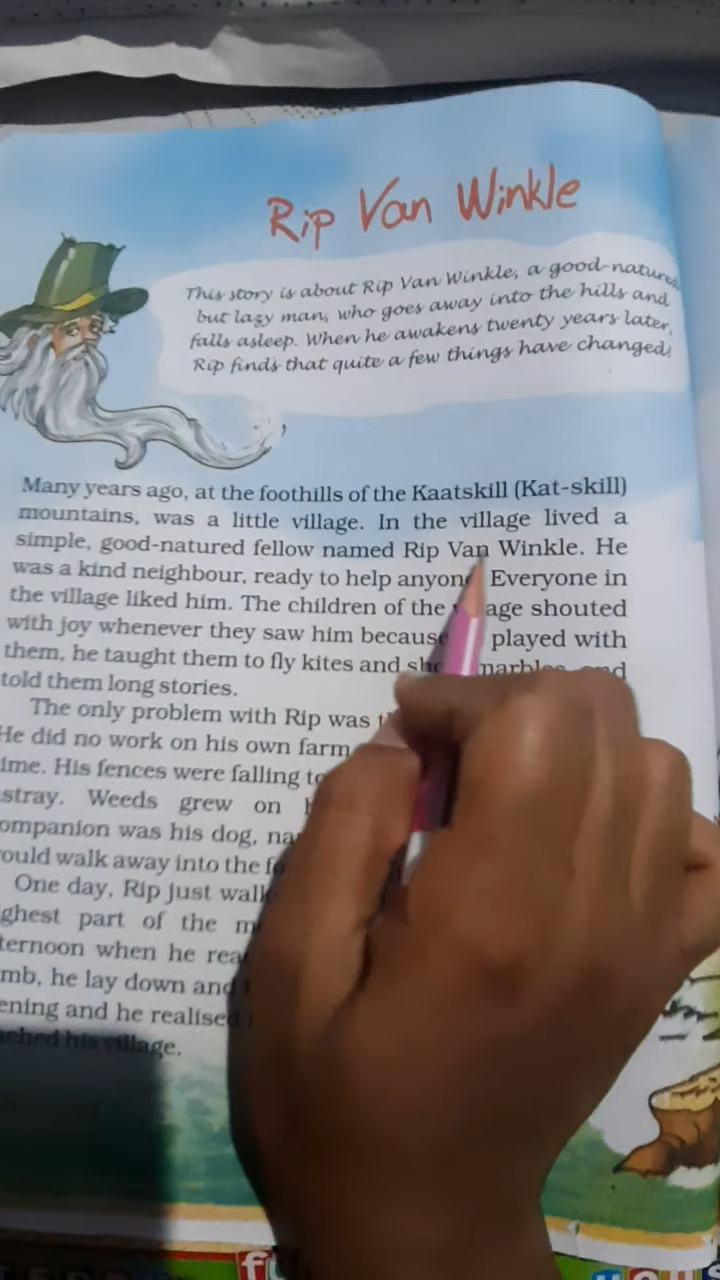 Rip Van Winkle
This story is about Rip Van Winkle, a good-natured
but lazy man, who goes away into the hills and
falls asleep. When he awakens twenty years later,
Rip finds that quite a few things have changed.
Many years ago, at the foothills of the Kaatskill (Kat-skill)
mountains, was a little village. In the village lived a
simple, good-natured fellow named Rip Van Winkle. He
was a kind neighbour, ready to help anyone Everyone in
the village liked him. The children of the age shouted
with joy whenever they saw him because played with
them, he taught them to fly kites and marbles and
told them long stories.
The only problem with Rip was
He did no work on his own farm
ime. His fences were falling to
stray. Weeds grew on
ompanion was his dog, na
ould walk away into the fo
One day, Rip just walk
ghest part of the m
ternoon when he rea
mb, he lay down and
ening and he realised
ached his village.